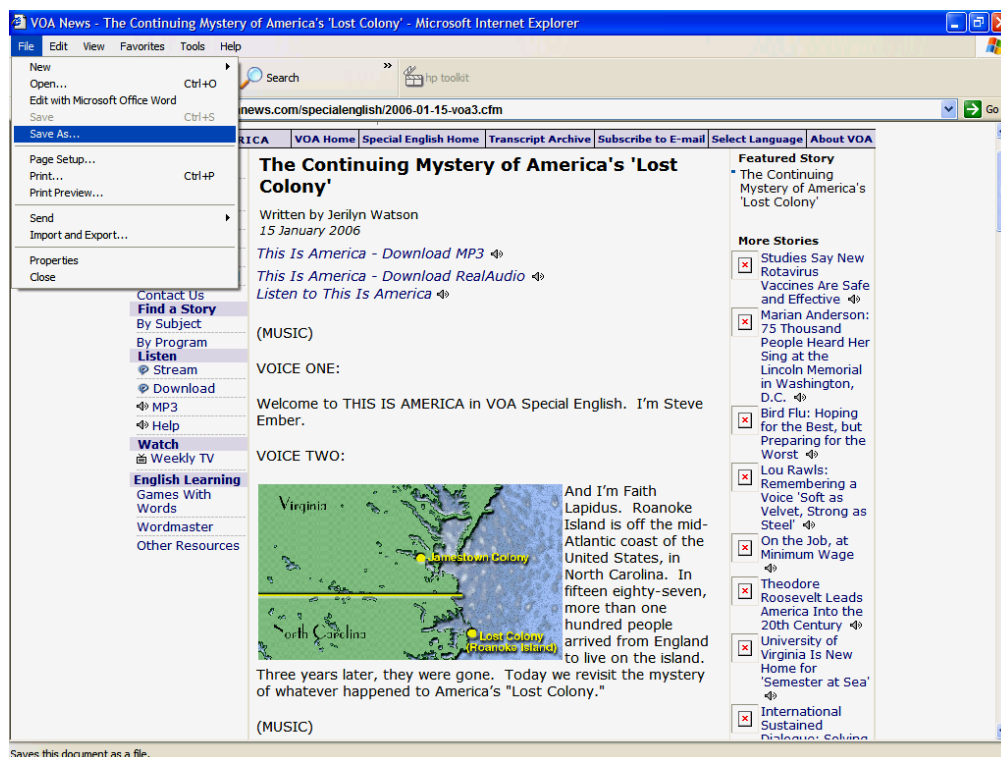 VOA News - The Continuing Mystery of America's 'Lost Colony' - Microsoft Internet Explorer
File Edit View Favorites Tools Help
New
Open... Ctrl+O
Edit with Microsoft Office Word
Save Ctrl+S
Save As...
Page Setup...
Print... Ctrl+P
Print Preview...
Send
Import and Export...
Properties
Close
Search » hp toolkit
news.com/specialenglish/2006-01-15-voa3.cfm
Go
RICA VOA Home Special English Home Transcript Archive Subscribe to E-mail Select Language About VOA
Contact Us
Find a Story
By Subject
By Program
Listen
Stream
Download
MP3
Help
Watch
Weekly TV
English Learning
Games With
Words
Wordmaster
Other Resources
The Continuing Mystery of America's 'Lost
Colony'
Written by Jerilyn Watson
15 January 2006
This Is America - Download MP3
This Is America - Download RealAudio
Listen to This Is America
(MUSIC)
VOICE ONE:
Welcome to THIS IS AMERICA in VOA Special English. I'm Steve
Ember.
VOICE TWO:
Virginia
Jamestown Colony
North Carolina
Lost Colony
(Roanoke Island)
And I'm Faith
Lapidus. Roanoke
Island is off the mid-
Atlantic coast of the
United States, in
North Carolina. In
fifteen eighty-seven,
more than one
hundred people
arrived from England
to live on the island.
Three years later, they were gone. Today we revisit the mystery
of whatever happened to America's "Lost Colony."
(MUSIC)
Featured Story
The Continuing
Mystery of America's
'Lost Colony'
More Stories
Studies Say New
Rotavirus
Vaccines Are Safe
and Effective
Marian Anderson:
75 Thousand
People Heard Her
Sing at the
Lincoln Memorial
in Washington,
D.C.
Bird Flu: Hoping
for the Best, but
Preparing for the
Worst
Lou Rawls:
Remembering a
Voice 'Soft as
Velvet, Strong as
Steel'
On the Job, at
Minimum Wage
Theodore
Roosevelt Leads
America Into the
20th Century
University of
Virginia Is New
Home for
'Semester at Sea'
International
Sustained
Dialogue: Solving
Saves this document as a file.